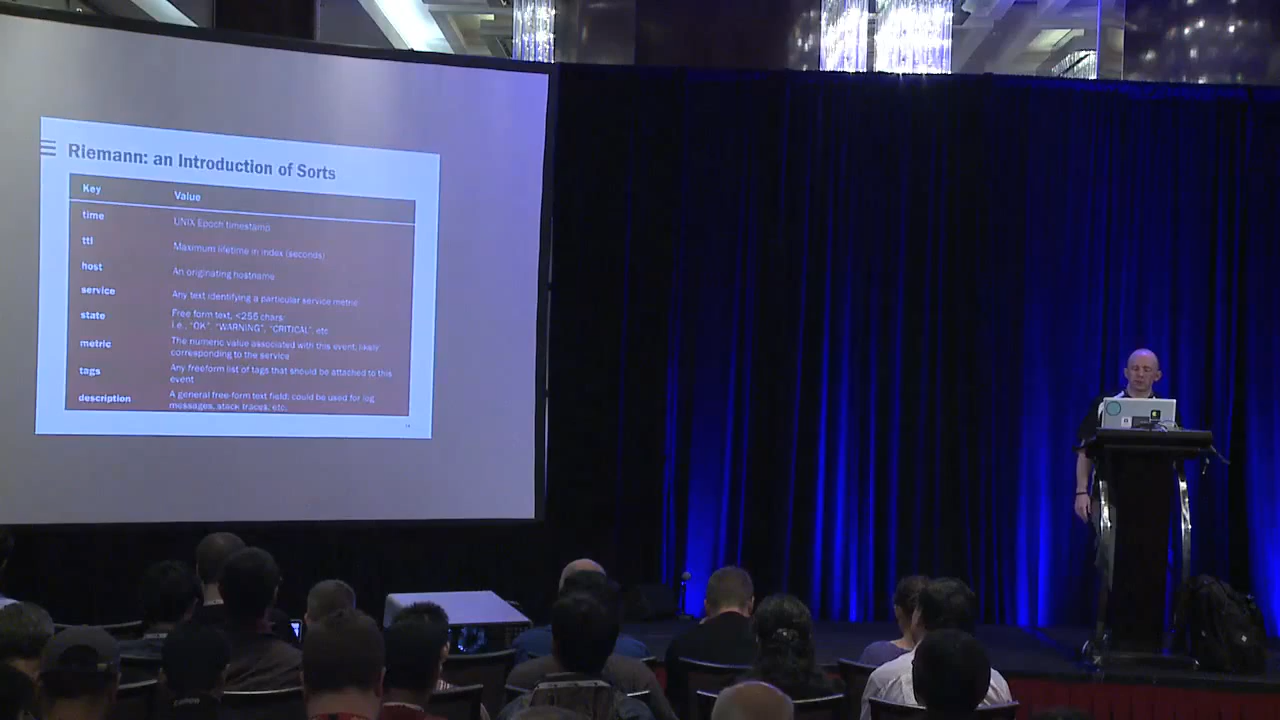 Riemann: an Introduction of Sorts
Key Value
time UNIX Epoch timestamp
ttl Maximum lifetime in index (seconds)
host An originating hostname
service Any text identifying a particular service metric
state Free form text, <255 chars
i.e., "OK", "WARNING", "CRITICAL", etc
metric The numeric value associated with this event; likely
corresponding to the service
tags Any freeform list of tags that should be attached to this
event
description A general free-form text field; could be used for log
messages, stack traces, etc.